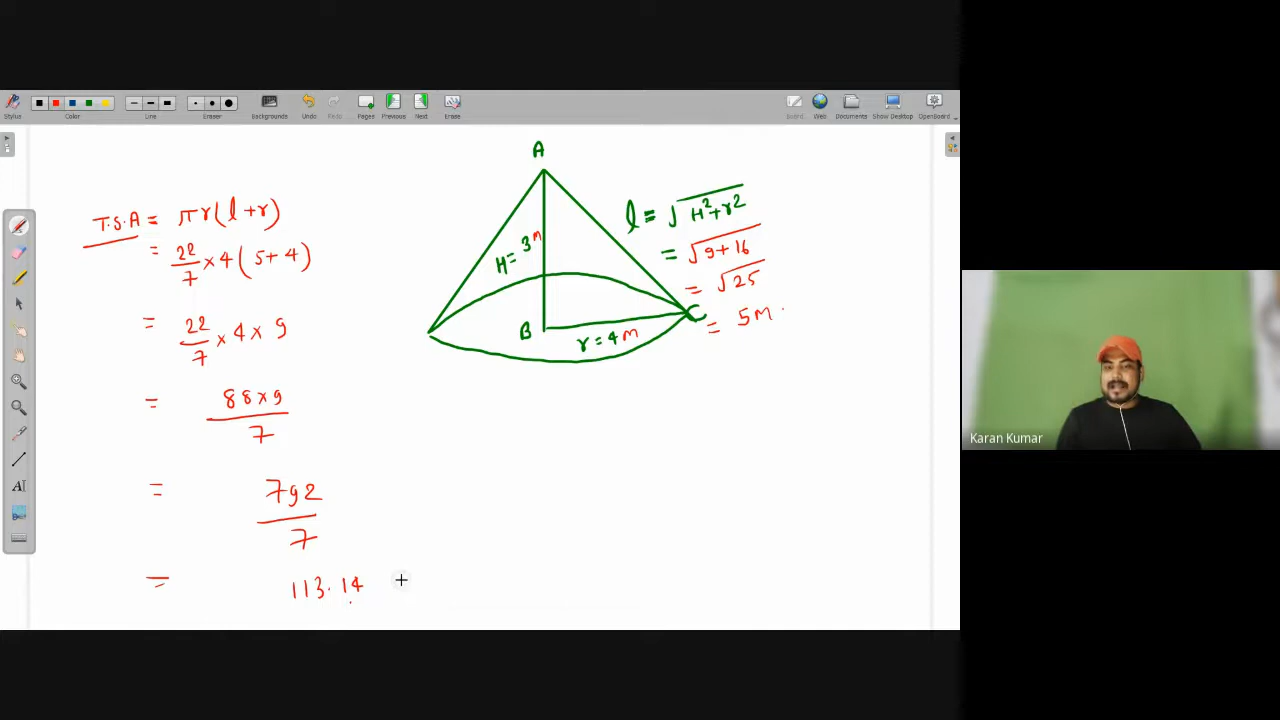 Stylus Color Line Eraser Backgrounds Undo Redo Pages Previous Next Erase Board Web Documents Show Desktop OpenBoard
A
T.S.A = πr(l+r)
= 22/7 × 4(5+4)
= 22/7 × 4 × 9
= 88×9/7
= 792/7
= 113.14
H=3m
B
r=4m
C
l = √H²+r²
= √9+16
= √25
= 5m.
AI
Karan Kumar